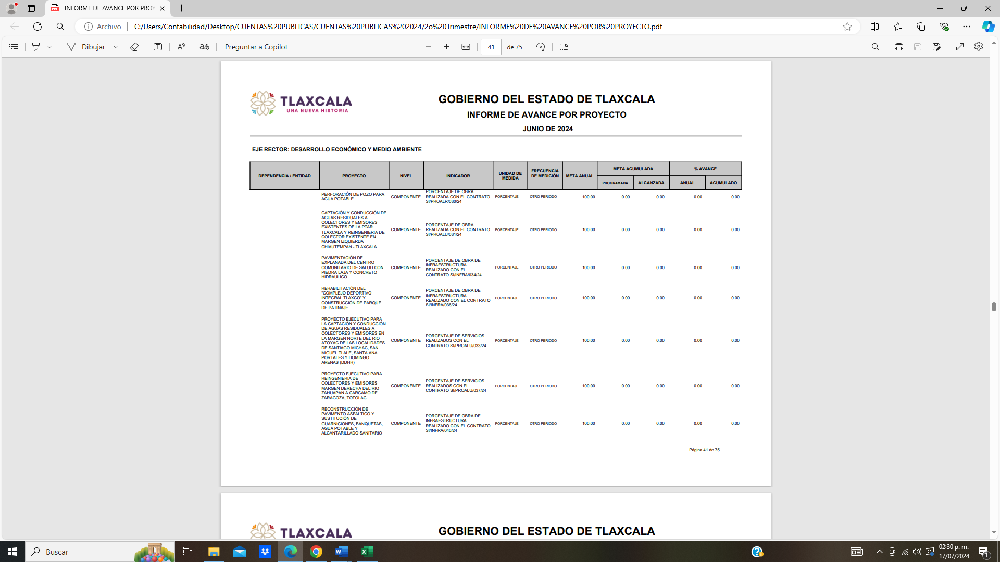 INFORME DE AVANCE POR PROY
Archivo
C:/Users/Contabilidad/Desktop/CUENTAS%20PUBLICAS/CUENTAS%20PUBLICAS%202024/2o%20Trimestre/INFORME%20DE%20AVANCE%20POR%20PROYECTO.pdf
Dibujar
Preguntar a Copilot
41 de 75
TLAXCALA
UNA NUEVA HISTORIA
GOBIERNO DEL ESTADO DE TLAXCALA
INFORME DE AVANCE POR PROYECTO
JUNIO DE 2024
EJE RECTOR: DESARROLLO ECONÓMICO Y MEDIO AMBIENTE
DEPENDENCIA / ENTIDAD
PROYECTO
NIVEL
INDICADOR
UNIDAD DE
MEDIDA
FRECUENCIA
DE MEDICIÓN
META ANUAL
META ACUMULADA
PROGRAMADA
ALCANZADA
% AVANCE
ANUAL
ACUMULADO
PERFORACIÓN DE POZO PARA
AGUA POTABLE
COMPONENTE
PORCENTAJE DE OBRA
REALIZADA CON EL CONTRATO
SI/PROALR/030/24
PORCENTAJE
OTRO PERIODO
100.00
0.00
0.00
0.00
0.00
CAPTACIÓN Y CONDUCCIÓN DE
AGUAS RESIDUALES A
COLECTORES Y EMISORES
EXISTENTES DE LA PTAR
TLAXCALA Y REINGENIERIA DE
COLECTOR EXISTENTE EN
MARGEN IZQUIERDA
CHIAUTEMPAN - TLAXCALA
COMPONENTE
PORCENTAJE DE OBRA
REALIZADA CON EL CONTRATO
SI/PROALU/031/24
PORCENTAJE
OTRO PERIODO
100.00
0.00
0.00
0.00
0.00
PAVIMENTACIÓN DE
EXPLANADA DEL CENTRO
COMUNITARIO DE SALUD CON
PIEDRA LAJA Y CONCRETO
HIDRAULICO
COMPONENTE
PORCENTAJE DE OBRA DE
INFRAESTRUCTURA
REALIZADO CON EL
CONTRATO SI/INFRA/034/24
PORCENTAJE
OTRO PERIODO
100.00
0.00
0.00
0.00
0.00
REHABILITACIÓN DEL
"COMPLEJO DEPORTIVO
INTEGRAL TLAXCO" Y
CONSTRUCCIÓN DE PARQUE
DE PATINAJE
COMPONENTE
PORCENTAJE DE OBRA DE
INFRAESTRUCTURA
REALIZADO CON EL CONTRATO
SI/INFRA/036/24
PORCENTAJE
OTRO PERIODO
100.00
0.00
0.00
0.00
0.00
PROYECTO EJECUTIVO PARA
LA CAPTACIÓN Y CONDUCCIÓN
DE AGUAS RESIDUALES A
COLECTORES Y EMISORES EN
LA MARGEN NORTE DEL RIO
ATOYAC DE LAS LOCALIDADES
DE SANTIAGO MICHAC, SAN
MIGUEL TLALE, SANTA ANA
PORTALES Y DOMINGO
ARENAS (DDHH)
COMPONENTE
PORCENTAJE DE SERVICIOS
REALIZADOS CON EL
CONTRATO SI/PROALU/033/24
PORCENTAJE
OTRO PERIODO
100.00
0.00
0.00
0.00
0.00
PROYECTO EJECUTIVO PARA
REINGENIERIA DE
COLECTORES Y EMISORES
MARGEN DERECHA DEL RIO
ZAHUAPAN A CARCAMO DE
ZARAGOZA, TOTOLAC
COMPONENTE
PORCENTAJE DE SERVICIOS
REALIZADOS CON EL
CONTRATO SI/PROALU/037/24
PORCENTAJE
OTRO PERIODO
100.00
0.00
0.00
0.00
0.00
RECONSTRUCCIÓN DE
PAVIMENTO ASFALTICO Y
SUSTITUCIÓN DE
GUARNICIONES, BANQUETAS,
AGUA POTABLE Y
ALCANTARILLADO SANITARIO
COMPONENTE
PORCENTAJE DE OBRA DE
INFRAESTRUCTURA
REALIZADO CON EL CONTRATO
SI/INFRA/040/24
PORCENTAJE
OTRO PERIODO
100.00
0.00
0.00
0.00
0.00
Página 41 de 75
TLAXCALA
GOBIERNO DEL ESTADO DE TLAXCALA
Buscar
02:30 p. m.
17/07/2024
1